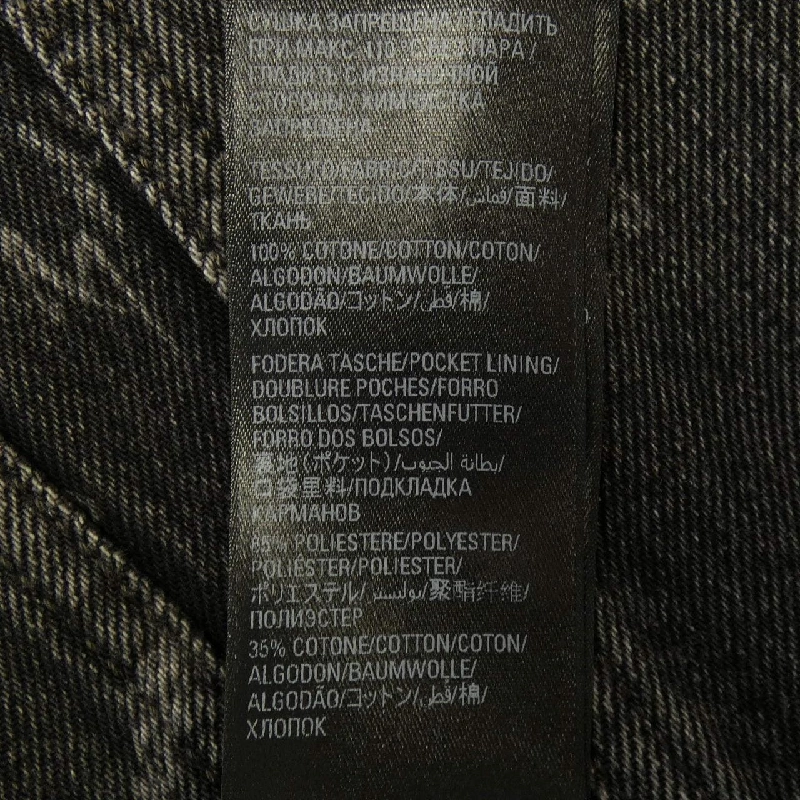 СУШКА ЗАПРЕЩЕНА/ГЛАДИТЬ
ПРИ МАКС. 110°C БЕЗ ПАРА/
ГЛАДИТЬ С ИЗНАНОЧНОЙ
СТОРОНЫ/ХИМЧИСТКА
ЗАПРЕЩЕНА
TESSUTO/FABRIC/TISSU/TEJIDO/
GEWEBE/TECIDO/本体/قماش/面料/
ТКАНЬ
100% COTONE/COTTON/COTON/
ALGODON/BAUMWOLLE/
ALGODÃO/コットン/قطن/棉/
ХЛОПОК
FODERA TASCHE/POCKET LINING/
DOUBLURE POCHES/FORRO
BOLSILLOS/TASCHENFUTTER/
FORRO DOS BOLSOS/
裏地(ポケット)/بطانة الجيوب/
口袋里料/ПОДКЛАДКА
КАРМАНОВ
65% POLIESTERE/POLYESTER/
POLIESTER/POLIESTER/
ポリエステル/بوليستر/聚酯纤维/
ПОЛИЭСТЕР
35% COTONE/COTTON/COTON/
ALGODON/BAUMWOLLE/
ALGODÃO/コットン/قطن/棉/
ХЛОПОК